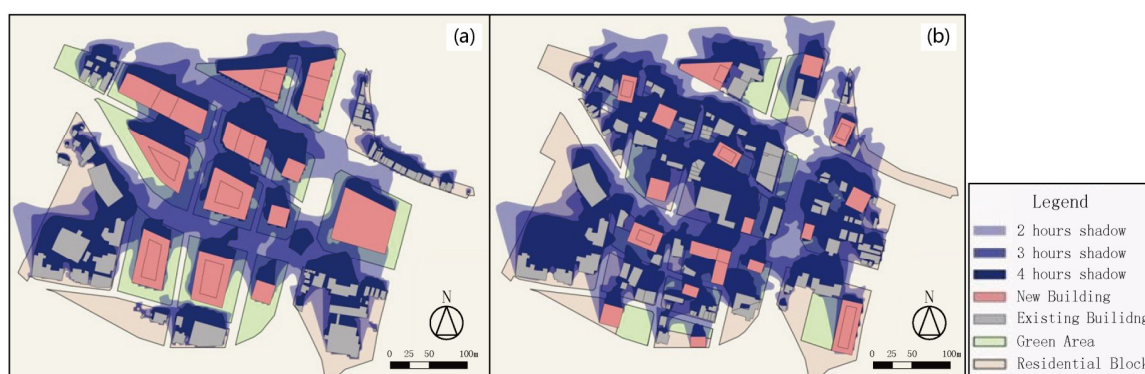 (a)
(b)
N
0 25 50 100m
N
0 25 50 100m
Legend
2 hours shadow
3 hours shadow
4 hours shadow
New Building
Existing Builidng
Green Area
Residential Block